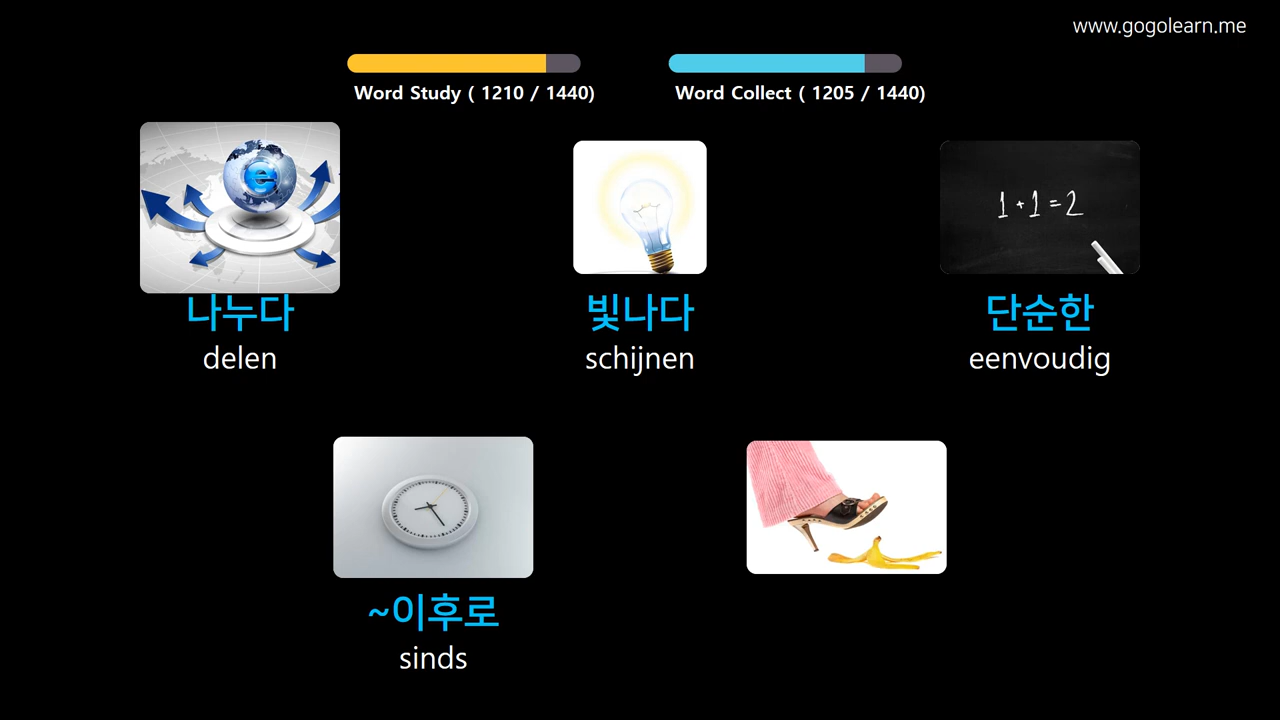 www.gogolearn.me
Word Study ( 1210 / 1440)
Word Collect ( 1205 / 1440)
e
1+1=2
나누다
delen
빛나다
schijnen
단순한
eenvoudig
~이후로
sinds